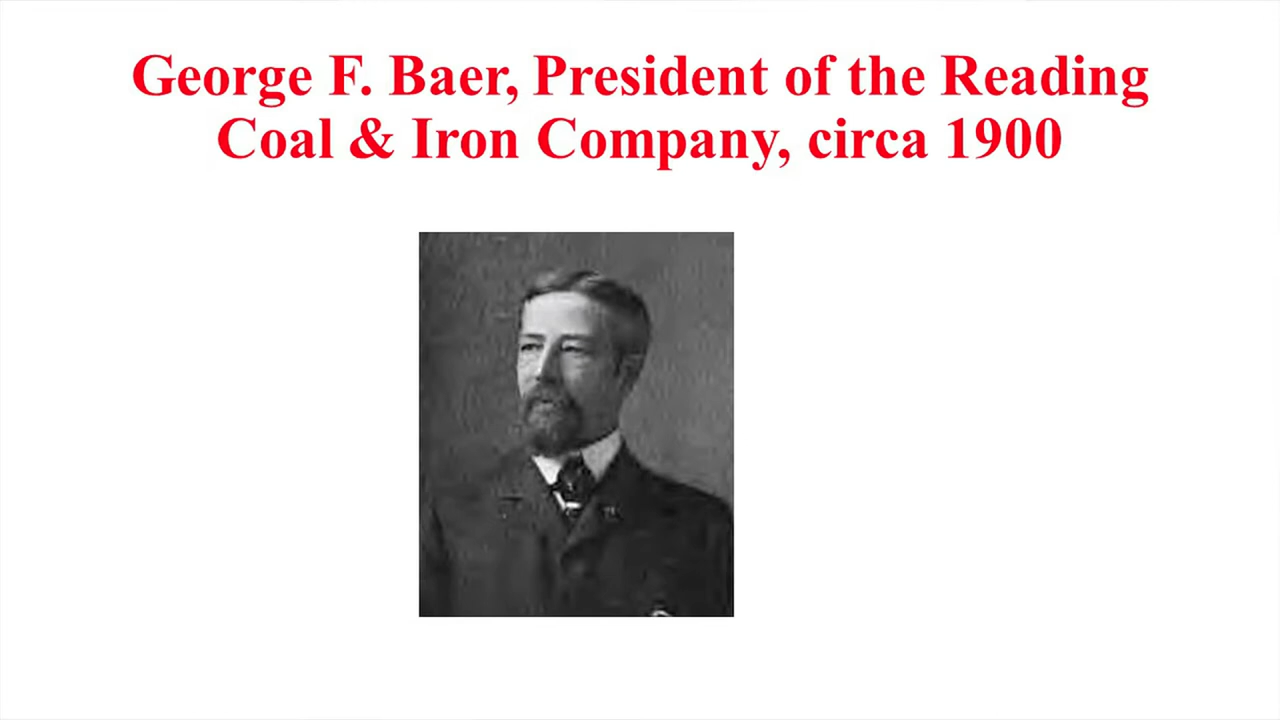 George F. Baer, President of the Reading
Coal & Iron Company, circa 1900